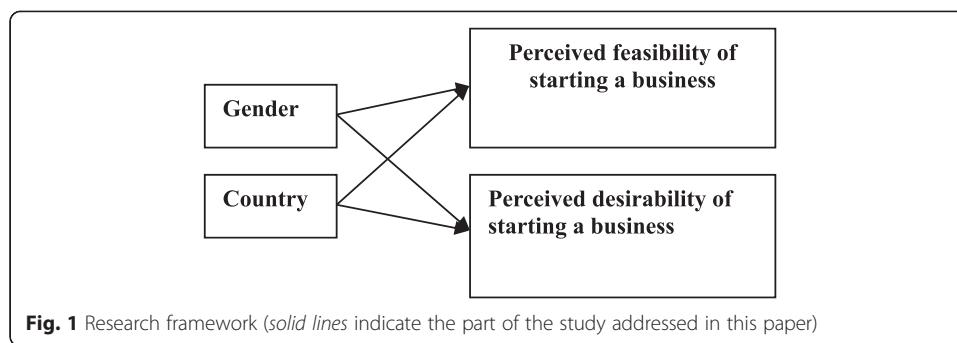 Perceived feasibility of
starting a business
Gender
Country
Perceived desirability of
starting a business
Fig. 1 Research framework (solid lines indicate the part of the study addressed in this paper)